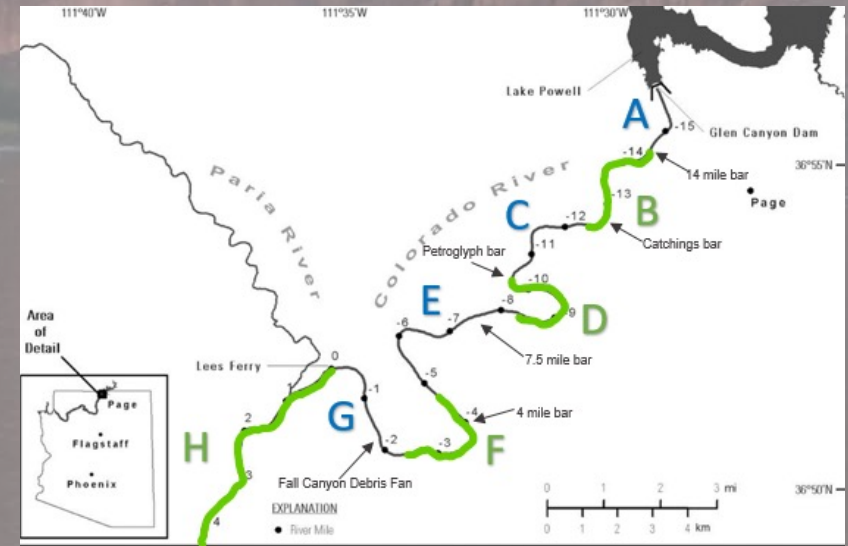 111°40'W
111°35'W
111°30'W
Lake Powell
A
-15
Glen Canyon Dam
-14
36°55'N
14 mile bar
-13
Page
B
Paria River
Colorado River
C
-12
Catchings bar
-11
Petroglyph bar
-10
E
-8
-9
D
-6
-7
7.5 mile bar
Area
of
Detail
Lees Ferry
0
-5
1
-1
4 mile bar
-4
G
2
H
-2
-3
F
3
Fall Canyon Debris Fan
Page
Flagstaff
Phoenix
4
EXPLANATION
River Mile
36°50'N
0 1 2 3 mi
0 1 2 3 4 km